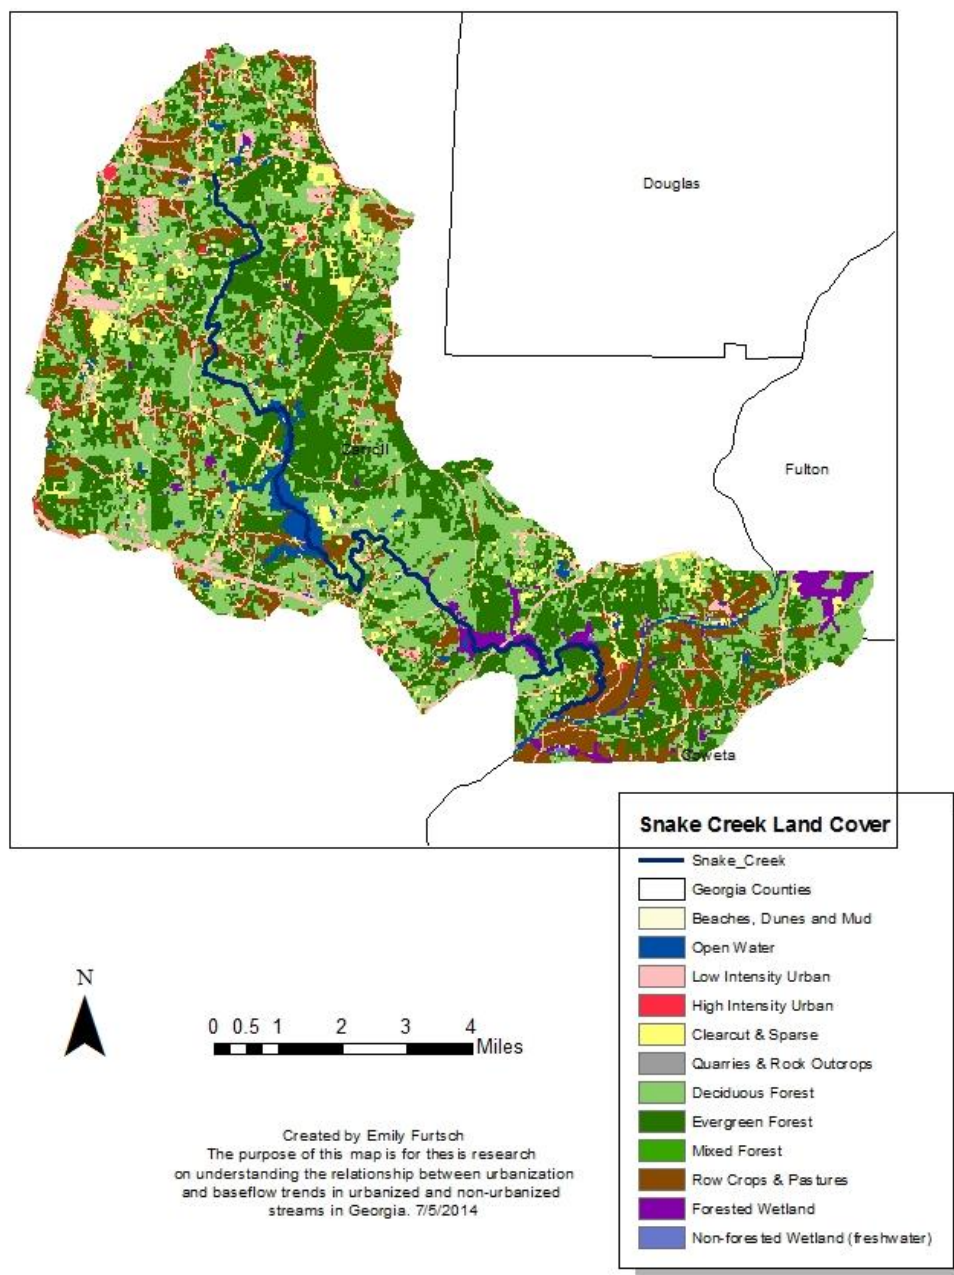 Douglas
Carroll
Fulton
Coweta
Snake Creek Land Cover
Snake_Creek
Georgia Counties
Beaches, Dunes and Mud
Open Water
Low Intensity Urban
High Intensity Urban
Clearcut & Sparse
Quarries & Rock Outcrops
Deciduous Forest
Evergreen Forest
Mixed Forest
Row Crops & Pastures
Forested Wetland
Non-forested Wetland (freshwater)
N
0 0.5 1 2 3 4
Miles
Created by Emily Furtsch
The purpose of this map is for thesis research
on understanding the relationship between urbanization
and baseflow trends in urbanized and non-urbanized
streams in Georgia. 7/5/2014